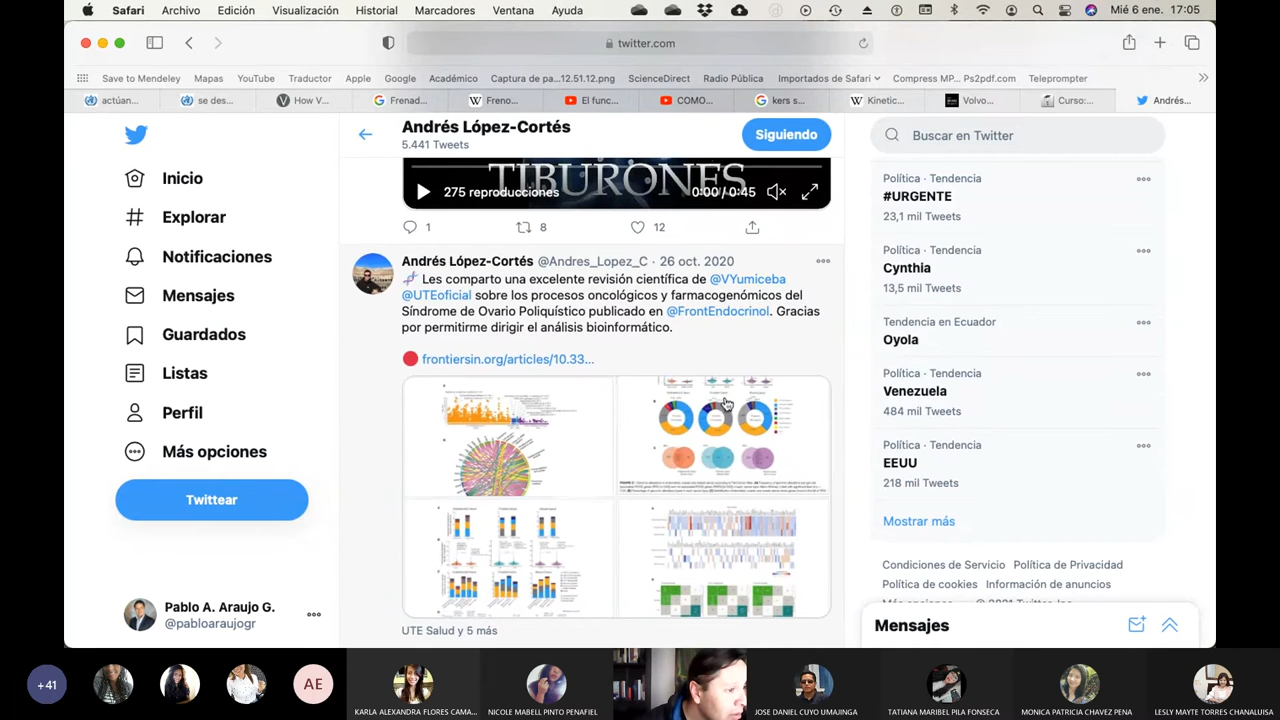 Safari Archivo Edición Visualización Historial Marcadores Ventana Ayuda Mié 6 ene. 17:05
twitter.com
Save to Mendeley Mapas YouTube Traductor Apple Google Académico Captura de pa...12.51.12.png ScienceDirect Radio Pública Importados de Safari Compress MP... Ps2pdf.com Teleprompter
actúan... se des... How V... Frenad... Freno... El func... COMO... kers s... Kinetic... Volvo... Curso:... Andrés...
Andrés López-Cortés
5.441 Tweets
Siguiendo
Buscar en Twitter
Inicio
Explorar
Notificaciones
Mensajes
Guardados
Listas
Perfil
Más opciones
Twittear
Pablo A. Araujo G.
@pabloaraujogr
TIBURONES
275 reproducciones 0:00 / 0:45
1 8 12
Andrés López-Cortés @Andres_Lopez_C · 26 oct. 2020
Les comparto una excelente revisión científica de @VYumiceba
@UTEoficial sobre los procesos oncológicos y farmacogenómicos del
Síndrome de Ovario Poliquístico publicado en @FrontEndocrinol. Gracias
por permitirme dirigir el análisis bioinformático.
frontiersin.org/articles/10.33...
UTE Salud y 5 más
Política · Tendencia
#URGENTE
23,1 mil Tweets
Política · Tendencia
Cynthia
13,5 mil Tweets
Tendencia en Ecuador
Oyola
Política · Tendencia
Venezuela
484 mil Tweets
Política · Tendencia
EEUU
218 mil Tweets
Mostrar más
Condiciones de Servicio Política de Privacidad
Política de cookies Información de anuncios
Mensajes
+41 AE KARLA ALEXANDRA FLORES CAMA... NICOLE MABELL PINTO PENAFIEL JOSE DANIEL CUYO UMAJINGA TATIANA MARIBEL PILA FONSECA MONICA PATRICIA CHAVEZ PENA LESLY MAYTE TORRES CHANALUISA